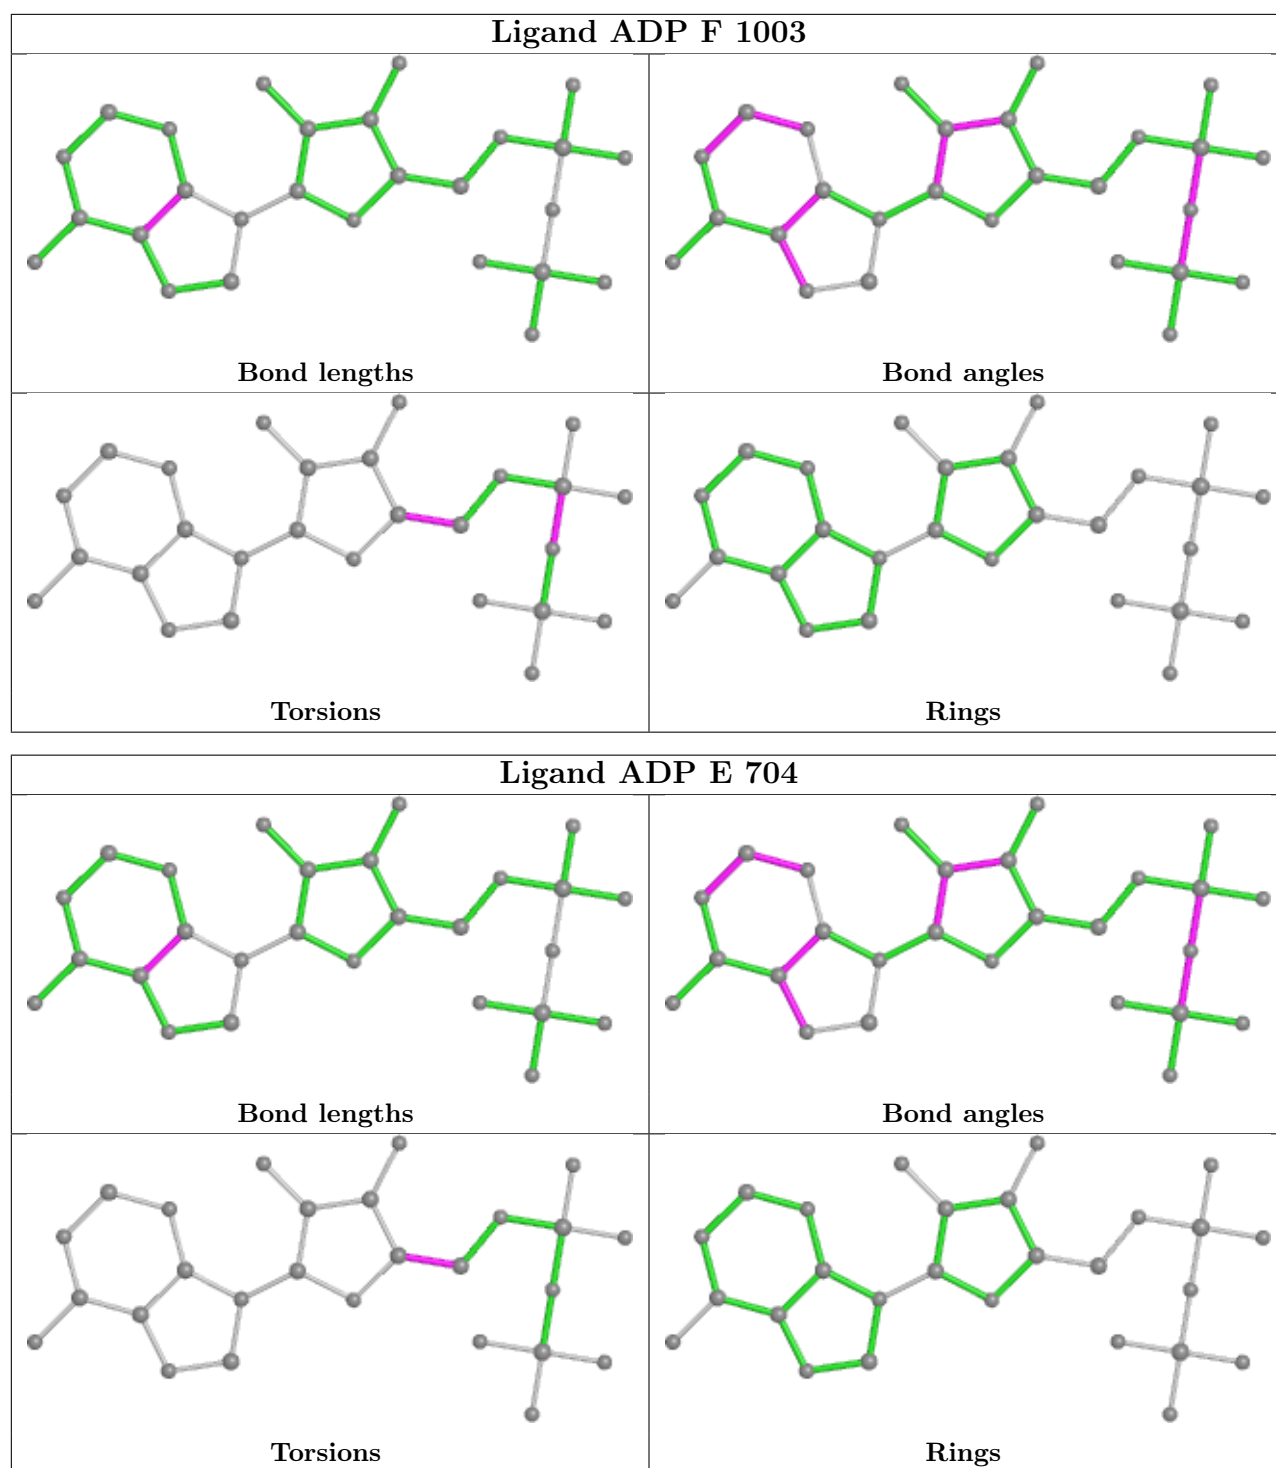 Ligand ADP F 1003
Bond lengths
Bond angles
Torsions
Rings
Ligand ADP E 704
Bond lengths
Bond angles
Torsions
Rings